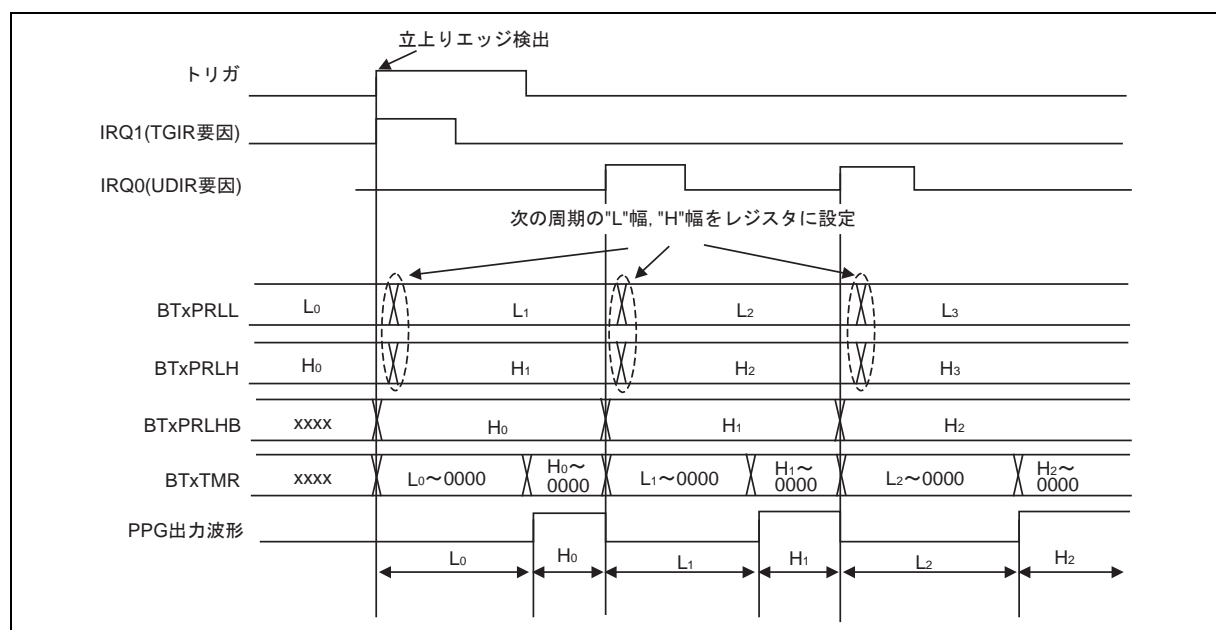 立上りエッジ検出
トリガ
IRQ1(TGIR要因)
IRQ0(UDIR要因)
次の周期の"L"幅, "H"幅をレジスタに設定
BTxPRLL L0 L1 L2 L3
BTxPRLH H0 H1 H2 H3
BTxPRLHB xxxx H0 H1 H2
BTxTMR xxxx L0～0000 H0～0000 L1～0000 H1～0000 L2～0000 H2～0000
PPG出力波形
L0 H0 L1 H1 L2 H2